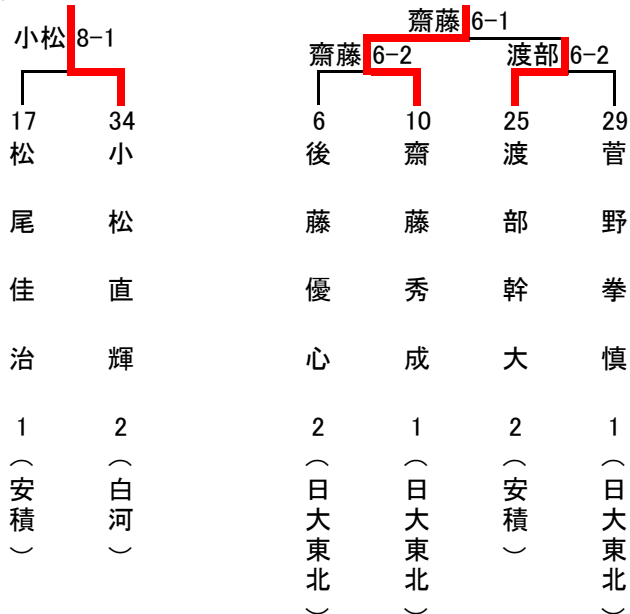 小松 8-1
齋藤 6-1
齋藤 6-2
渡部 6-2
17 松尾佳治 1 （安積）
34 小松直輝 2 （白河）
6 後藤優心 2 （日大東北）
10 齋藤秀成 1 （日大東北）
25 渡部幹大 2 （安積）
29 菅野拳慎 1 （日大東北）